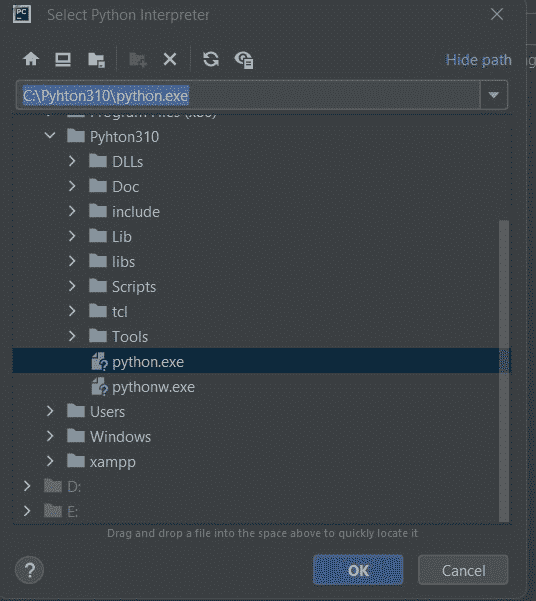 PC
Select Python Interpreter
Hide path
C:\Pyhton310\python.exe
Program Files (x86)
Pyhton310
DLLs
Doc
include
Lib
libs
Scripts
tcl
Tools
python.exe
pythonw.exe
Users
Windows
xampp
D:
E:
Drag and drop a file into the space above to quickly locate it
?
OK
Cancel